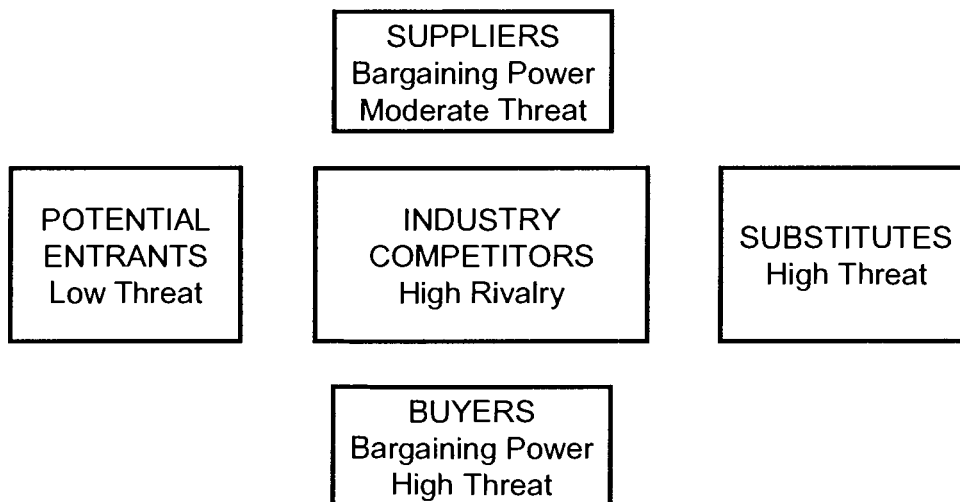 SUPPLIERS
Bargaining Power
Moderate Threat
POTENTIAL
ENTRANTS
Low Threat
INDUSTRY
COMPETITORS
High Rivalry
SUBSTITUTES
High Threat
BUYERS
Bargaining Power
High Threat